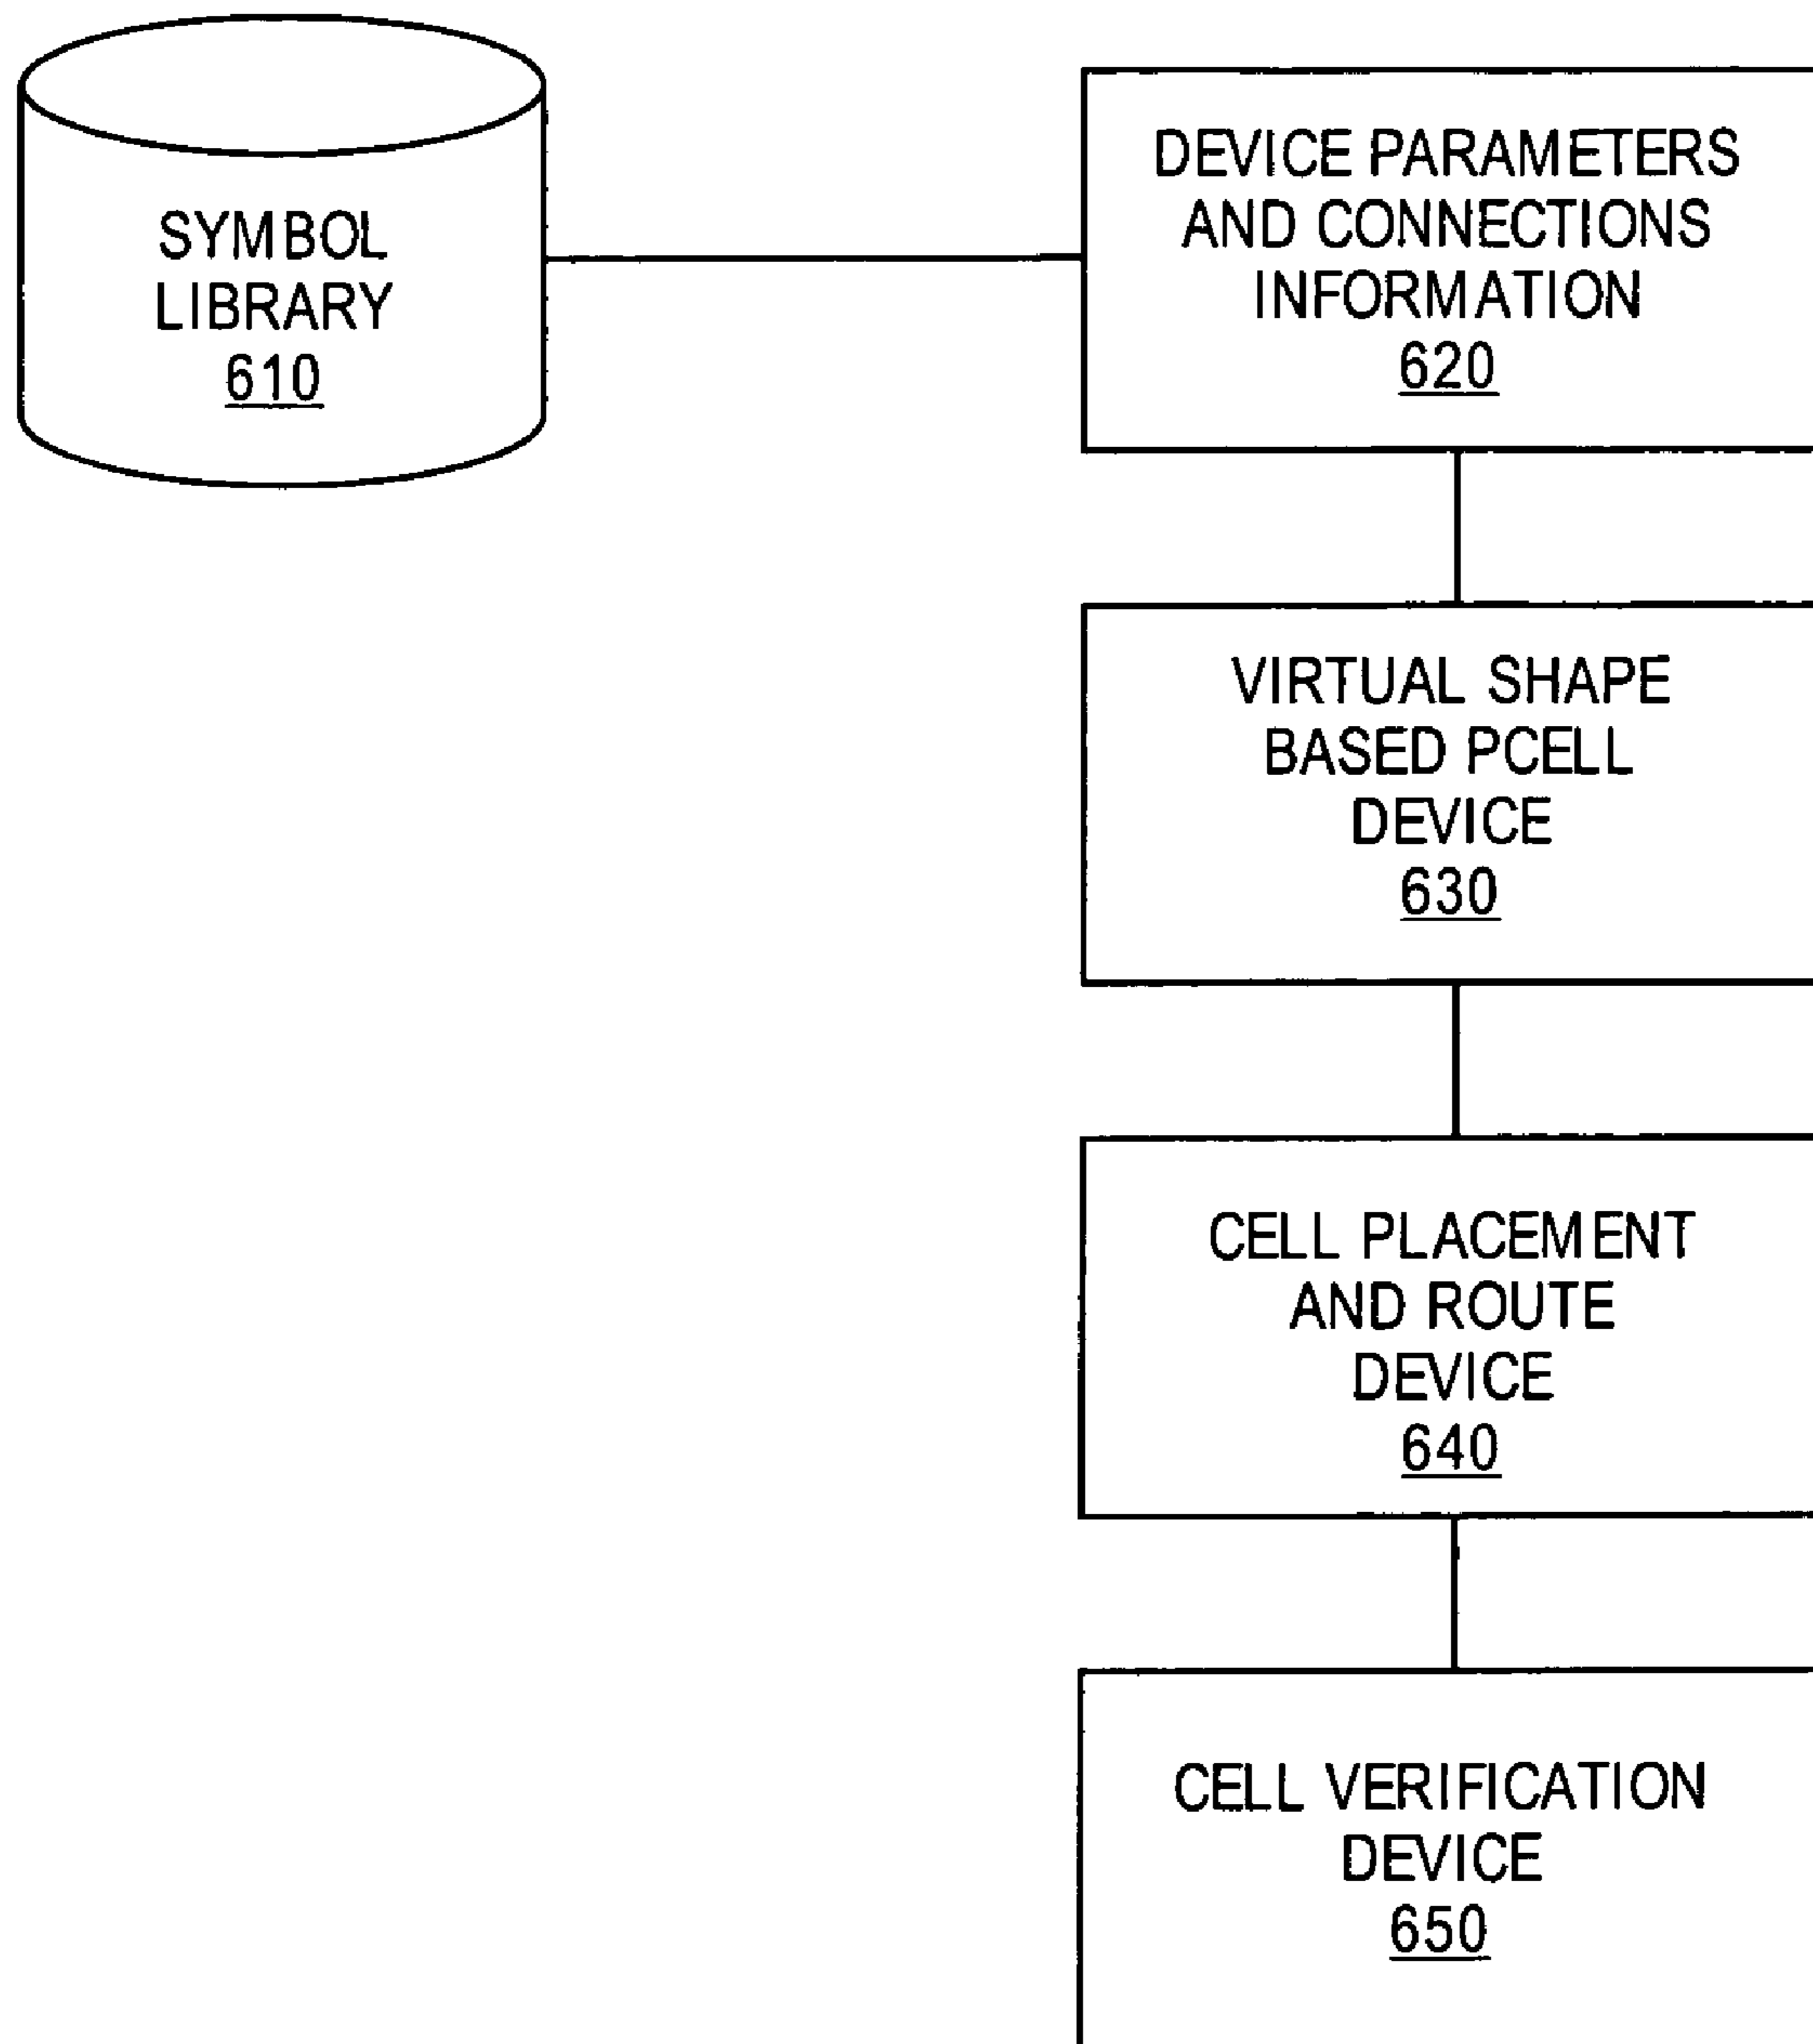 SYMBOL
LIBRARY
610
DEVICE PARAMETERS
AND CONNECTIONS
INFORMATION
620
VIRTUAL SHAPE
BASED PCELL
DEVICE
630
CELL PLACEMENT
AND ROUTE
DEVICE
640
CELL VERIFICATION
DEVICE
650